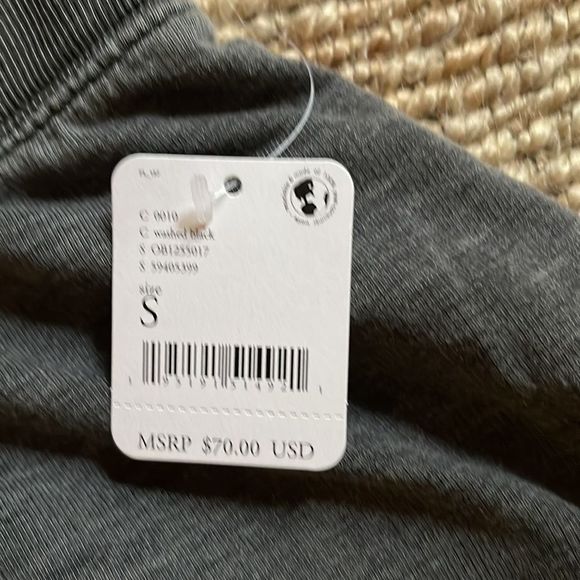 C: 0010
C: washed black
S: OB1255017
S: 59405399
size
S
MSRP $70.00 USD